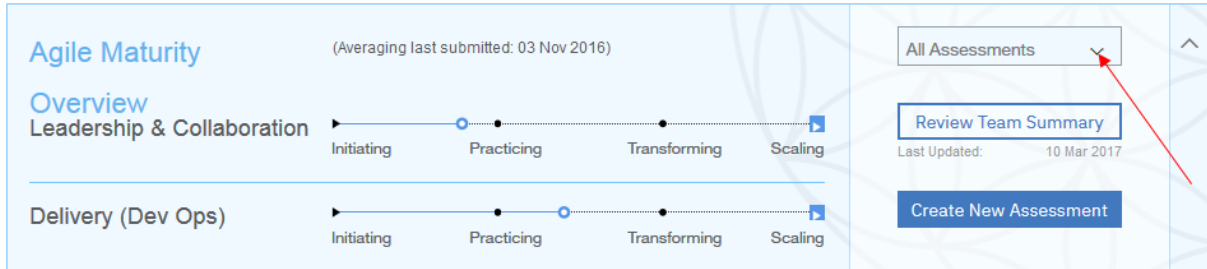 Agile Maturity
Overview
(Averaging last submitted: 03 Nov 2016)
Leadership & Collaboration
Initiating Practicing Transforming Scaling
Delivery (Dev Ops)
Initiating Practicing Transforming Scaling
All Assessments
Review Team Summary
Last Updated: 10 Mar 2017
Create New Assessment